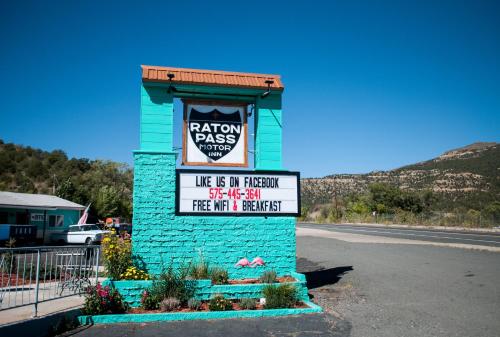 RATON
PASS
MOTOR
INN
LIKE US ON FACEBOOK
575-445-3641
FREE WIFI & BREAKFAST